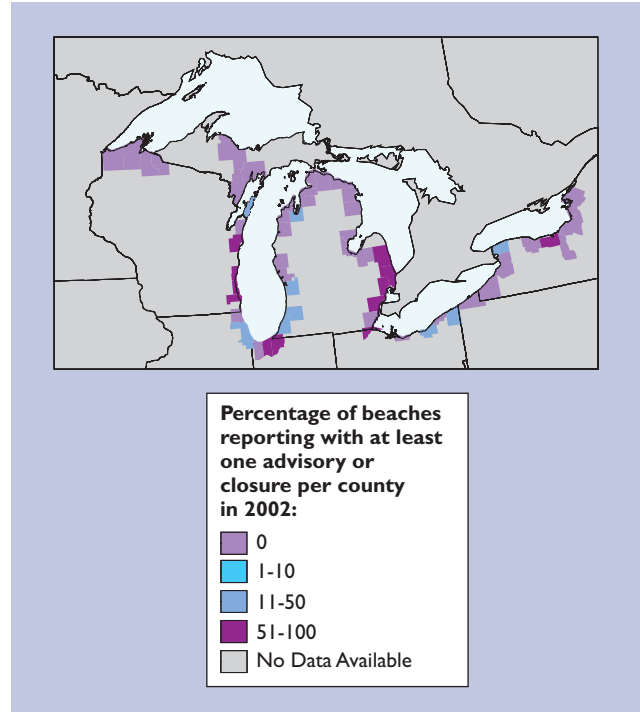 Percentage of beaches
reporting with at least
one advisory or
closure per county
in 2002:
0
1-10
11-50
51-100
No Data Available